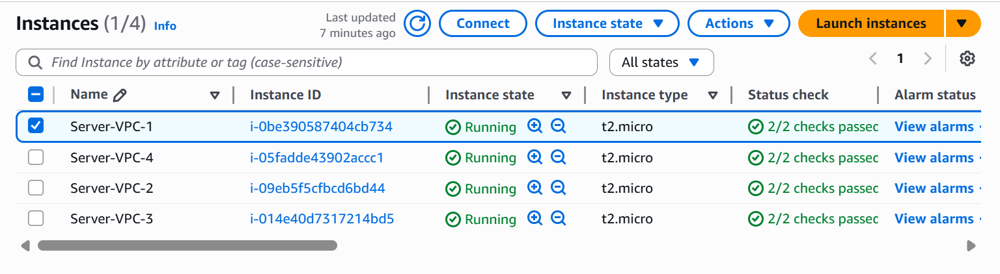 Instances (1/4) Info Last updated 7 minutes ago Connect Instance state Actions Launch instances
Find Instance by attribute or tag (case-sensitive) All states 1
Name Instance ID Instance state Instance type Status check Alarm status
Server-VPC-1 i-0be390587404cb734 Running t2.micro 2/2 checks passed View alarms
Server-VPC-4 i-05fadde43902accc1 Running t2.micro 2/2 checks passed View alarms
Server-VPC-2 i-09eb5f5cfbcd6bd44 Running t2.micro 2/2 checks passed View alarms
Server-VPC-3 i-014e40d7317214bd5 Running t2.micro 2/2 checks passed View alarms